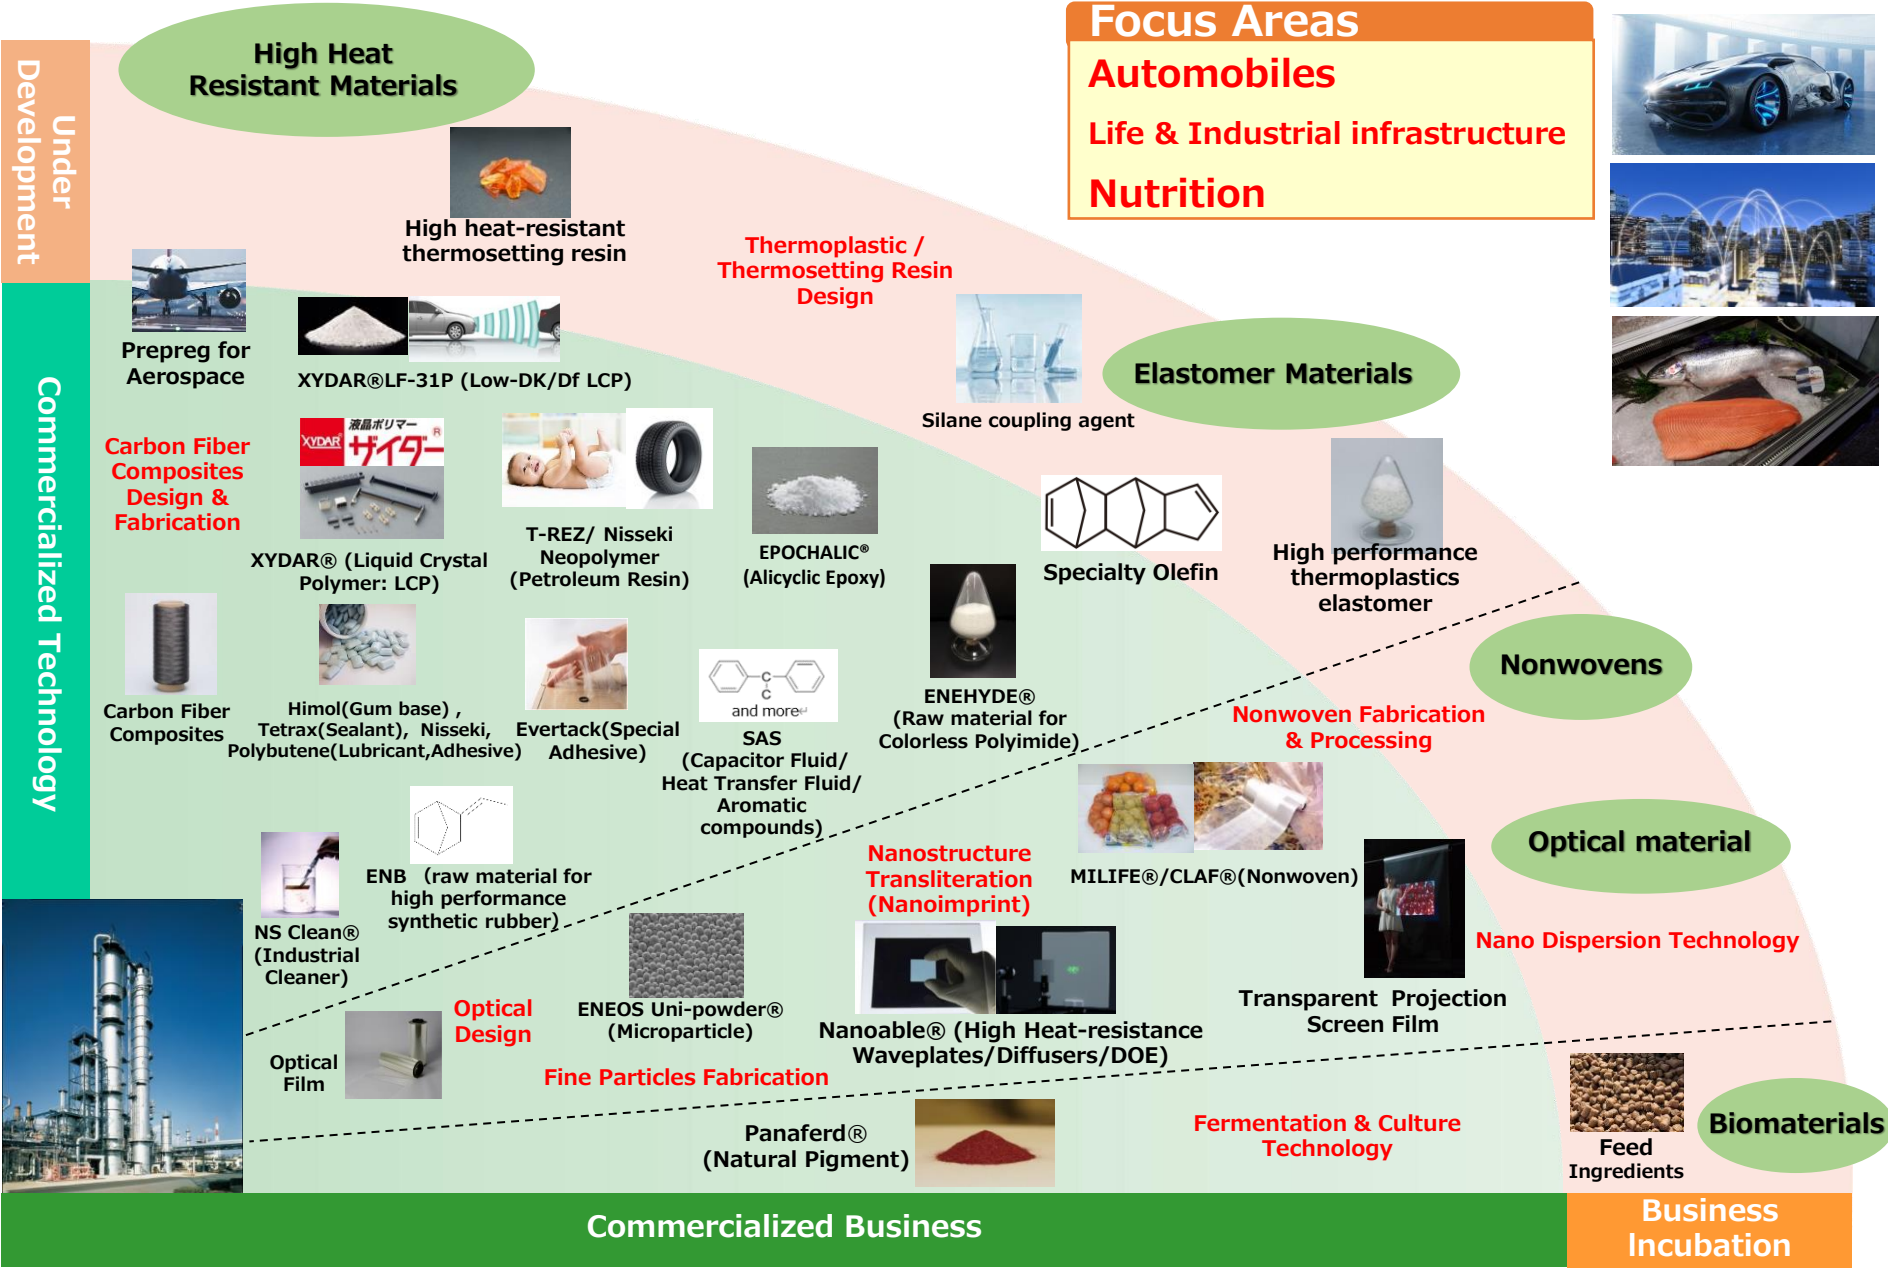 Focus Areas
Automobiles
Life & Industrial infrastructure
Nutrition
Under
Development
Commercialized Technology
High Heat
Resistant Materials
High heat-resistant
thermosetting resin
Thermoplastic /
Thermosetting Resin
Design
Prepreg for
Aerospace
XYDAR®LF-31P (Low-DK/Df LCP)
Silane coupling agent
Elastomer Materials
Carbon Fiber
Composites
Design &
Fabrication
XYDAR
液晶ポリマー
ザイダー®
XYDAR® (Liquid Crystal
Polymer: LCP)
T-REZ/ Nisseki
Neopolymer
(Petroleum Resin)
EPOCHALIC®
(Alicyclic Epoxy)
Specialty Olefin
High performance
thermoplastics
elastomer
Carbon Fiber
Composites
Himol(Gum base) ,
Tetrax(Sealant), Nisseki,
Polybutene(Lubricant,Adhesive)
Evertack(Special
Adhesive)
C
C
and more↵
SAS
(Capacitor Fluid/
Heat Transfer Fluid/
Aromatic
compounds)
ENEHYDE®
(Raw material for
Colorless Polyimide)
Nonwovens
Nonwoven Fabrication
& Processing
NS Clean®
(Industrial
Cleaner)
ENB （raw material for
high performance
synthetic rubber）
Nanostructure
Transliteration
(Nanoimprint)
MILIFE®/CLAF®(Nonwoven)
Optical material
Nano Dispersion Technology
Optical
Film
Optical
Design
ENEOS Uni-powder®
(Microparticle)
Fine Particles Fabrication
Nanoable® (High Heat-resistance
Waveplates/Diffusers/DOE)
Transparent Projection
Screen Film
Panaferd®
(Natural Pigment)
Fermentation & Culture
Technology
Feed
Ingredients
Biomaterials
Commercialized Business
Business
Incubation